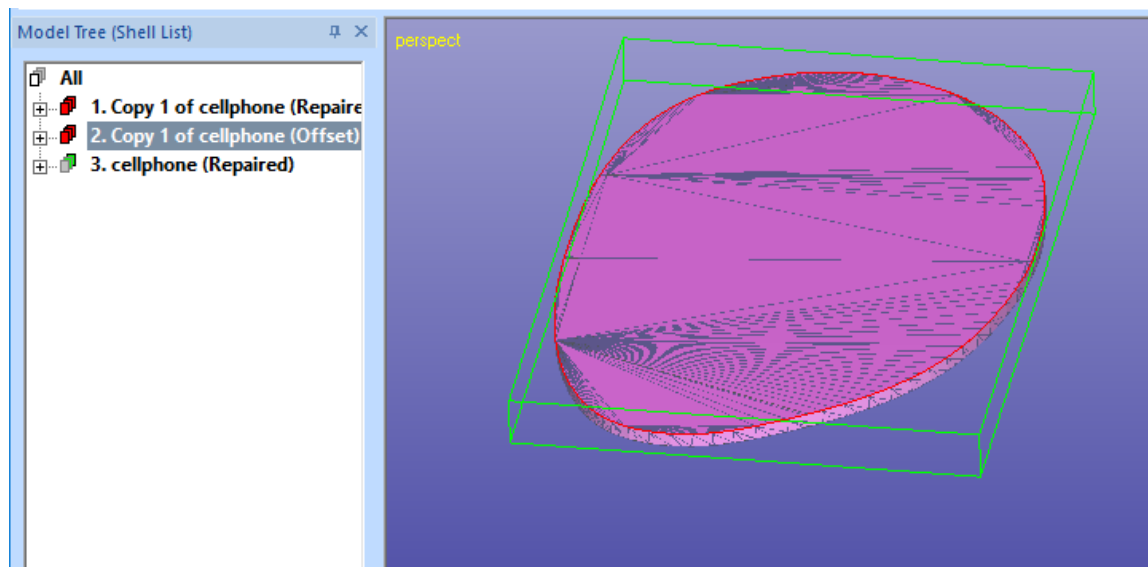 Model Tree (Shell List)
perspect
All
1. Copy 1 of cellphone (Repaire
2. Copy 1 of cellphone (Offset)
3. cellphone (Repaired)